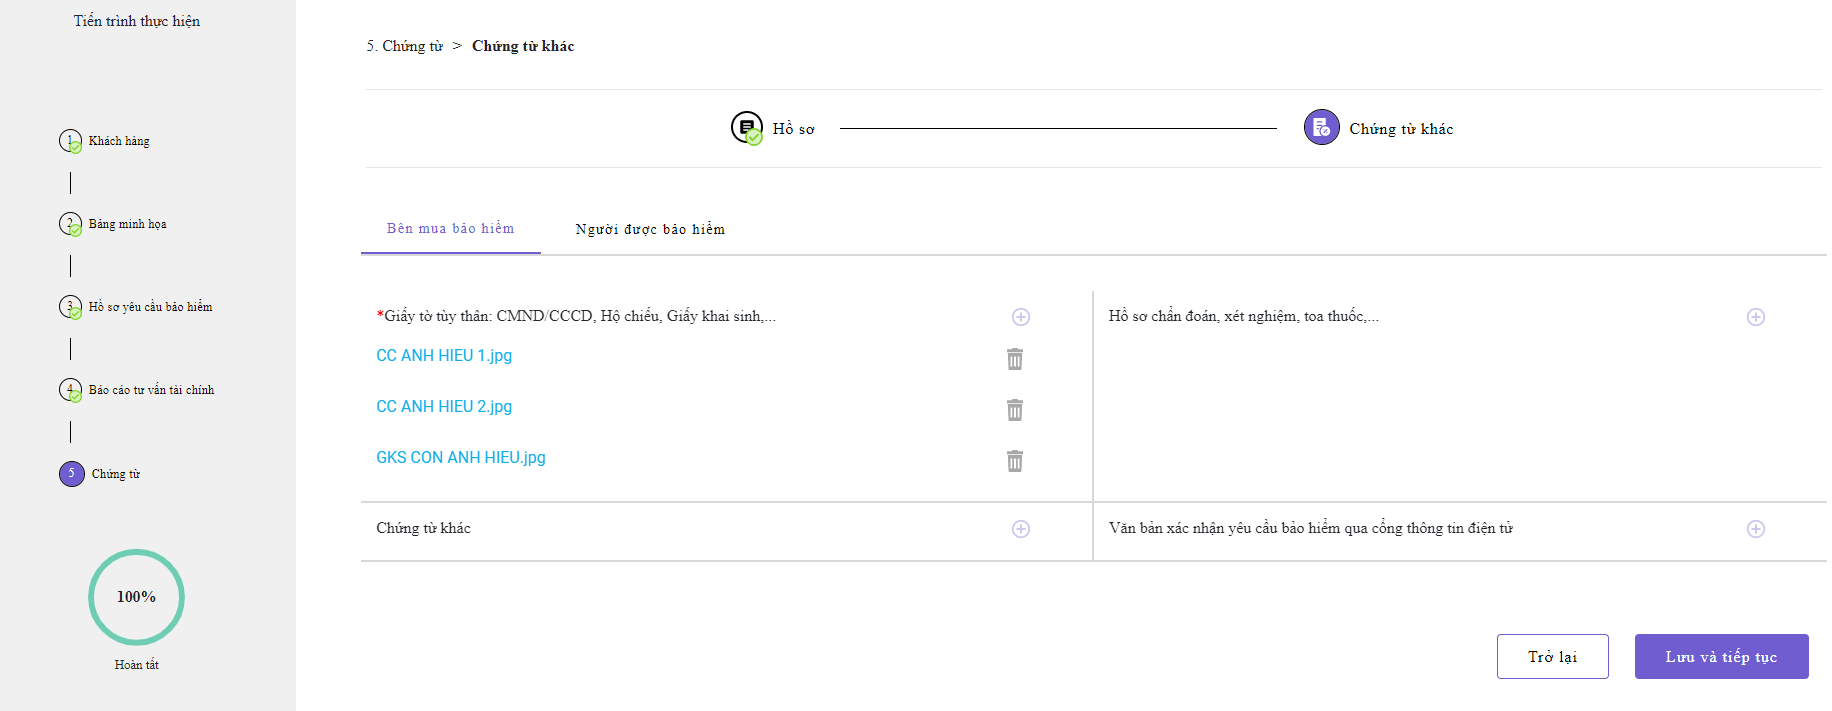 Tiến trình thực hiện
5. Chứng từ > Chứng từ khác
Hồ sơ
Chứng từ khác
1 Khách hàng
2 Bảng minh họa
3 Hồ sơ yêu cầu bảo hiểm
4 Báo cáo tư vấn tài chính
5 Chứng từ
100%
Hoàn tất
Bên mua bảo hiểm
Người được bảo hiểm
*Giấy tờ tùy thân: CMND/CCCD, Hộ chiếu, Giấy khai sinh,...
CC ANH HIEU 1.jpg
CC ANH HIEU 2.jpg
GKS CON ANH HIEU.jpg
Hồ sơ chẩn đoán, xét nghiệm, toa thuốc,...
Chứng từ khác
Văn bản xác nhận yêu cầu bảo hiểm qua cổng thông tin điện tử
Trở lại
Lưu và tiếp tục